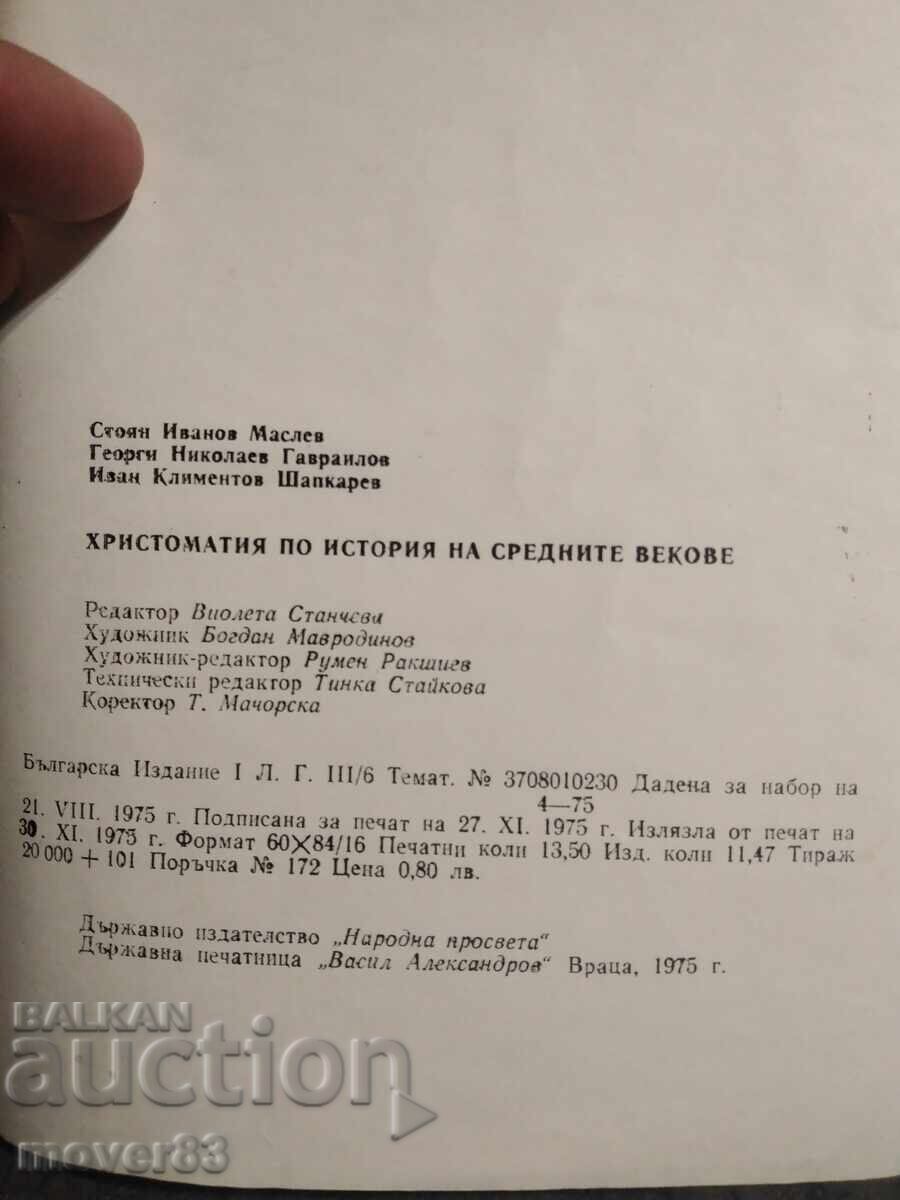 Стоян Иванов Маслев
Георги Николаев Гавраилов
Иван Климентов Шапкарев
ХРИСТОМАТИЯ ПО ИСТОРИЯ НА СРЕДНИТЕ ВЕКОВЕ
Редактор Виолета Станчева
Художник Богдан Мавродинов
Художник-редактор Румен Ракшиев
Технически редактор Тинка Стайкова
Коректор Т. Мачорска
Българска Издание I Л. Г. III/6 Темат. № 3708010230 Дадена за набор на
4—75
21. VIII. 1975 г. Подписана за печат на 27. XI. 1975 г. Излязла от печат на
30. XI. 1975 г. Формат 60×84/16 Печатни коли 13,50 Изд. коли 11,47 Тираж
20 000 + 101 Поръчка № 172 Цена 0,80 лв.
Държавно издателство „Народна просвета“
Държавна печатница „Васил Александров“ Враца, 1975 г.
BALKAN
auction
mover83